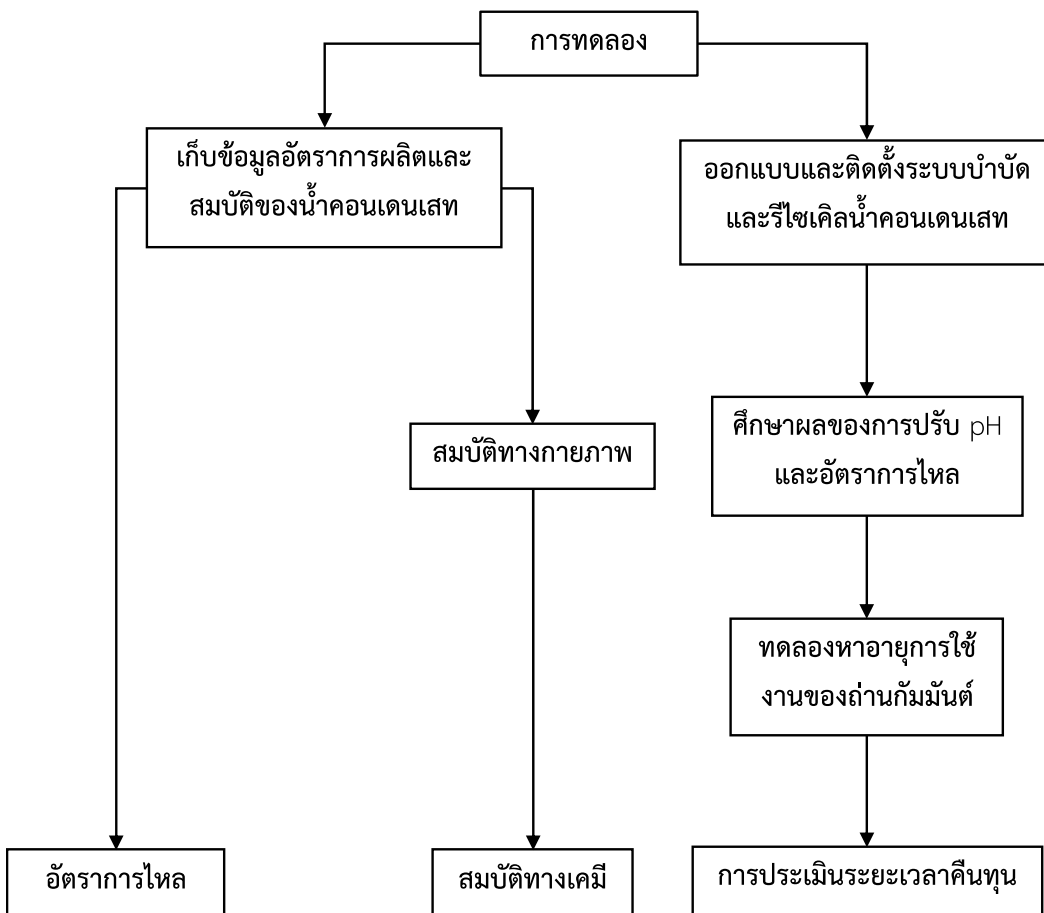 การทดลอง
เก็บข้อมูลอัตราการผลิตและ
สมบัติของน้ำคอนเดนเสท
ออกแบบและติดตั้งระบบบำบัด
และรีไซเคิลน้ำคอนเดนเสท
สมบัติทางกายภาพ
ศึกษาผลของการปรับ pH
และอัตราการไหล
ทดลองหาอายุการใช้
งานของถ่านกัมมันต์
อัตราการไหล
สมบัติทางเคมี
การประเมินระยะเวลาคืนทุน